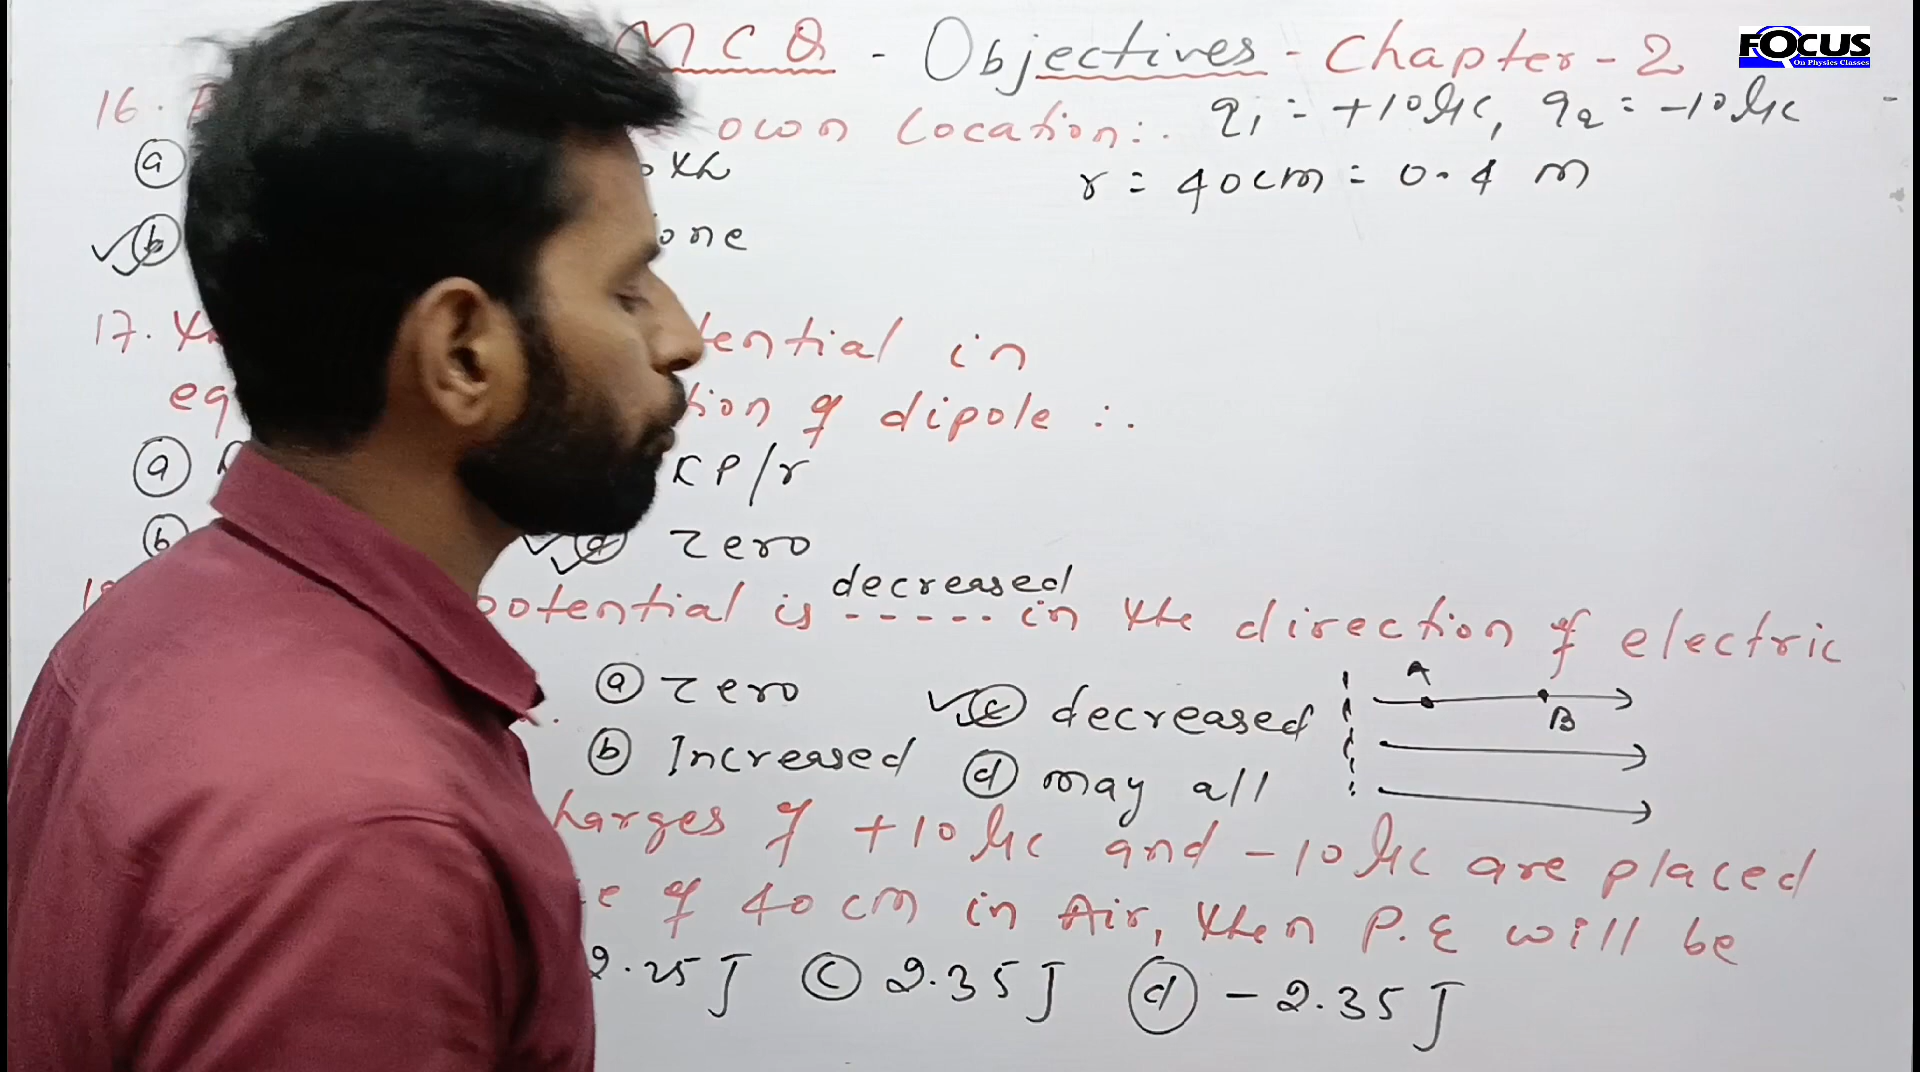 MCQ - Objectives - Chapter - 2
FOCUS
On Physics Classes
16.
own location:.
q1 = +10μc, q2 = -10μc
r = 40cm = 0.4 m
a
b
one
17.
tential in
eq
tion of dipole :.
a
KP/r
b
d zero
decreased
potential is ----- in the direction of electric
a zero
c decreased
b Increased
d may all
A
B
harges of +10μc and -10μc are placed
e of 40 cm in Air, then P.E will be
2.25 J c 2.35 J d - 2.35 J